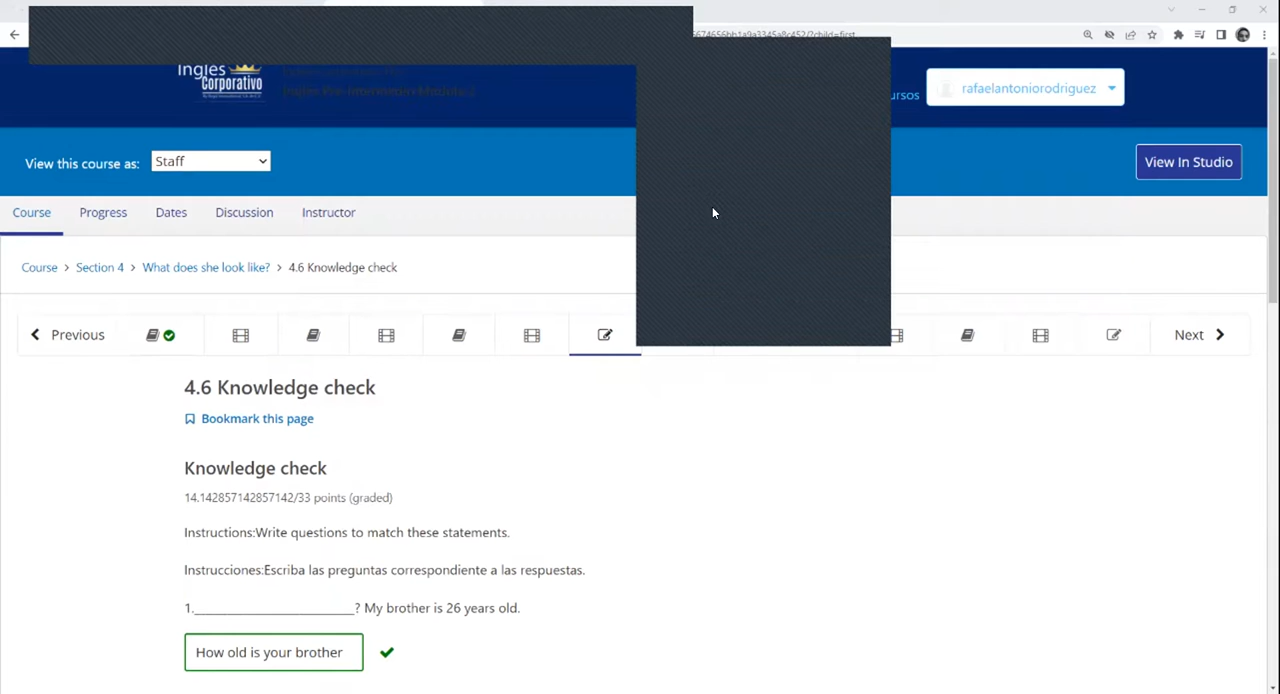 Ingles
Corporativo
ursos
rafaelantoniorodriguez
View this course as:
Staff
View In Studio
Course
Progress
Dates
Discussion
Instructor
Course > Section 4 > What does she look like? > 4.6 Knowledge check
Previous
Next
4.6 Knowledge check
Bookmark this page
Knowledge check
14.142857142857142/33 points (graded)
Instructions:Write questions to match these statements.
Instrucciones:Escriba las preguntas correspondiente a las respuestas.
1.__________________________? My brother is 26 years old.
How old is your brother